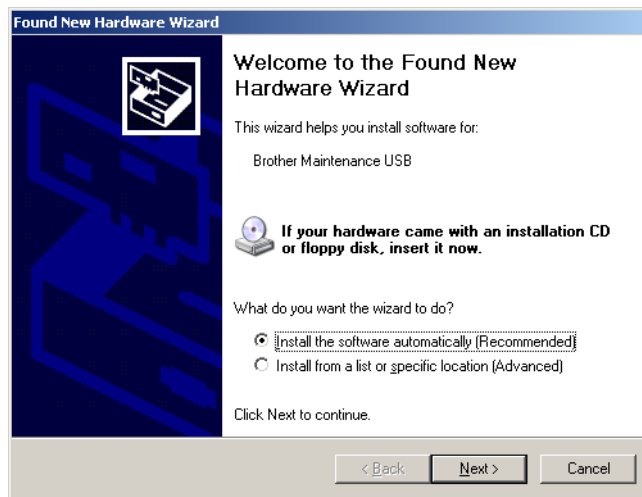 Found New Hardware Wizard
Welcome to the Found New
Hardware Wizard
This wizard helps you install software for:
Brother Maintenance USB
If your hardware came with an installation CD
or floppy disk, insert it now.
What do you want the wizard to do?
Install the software automatically (Recommended)
Install from a list or specific location (Advanced)
Click Next to continue.
< Back Next > Cancel